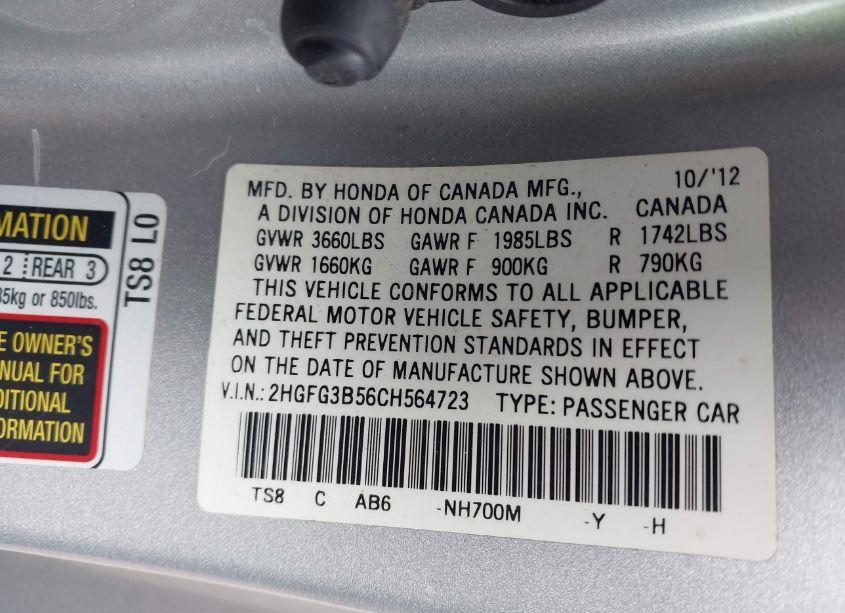 MATION
2 REAR 3
35kg or 850lbs.
E OWNER'S
NUAL FOR
DITIONAL
ORMATION
TS8 L0
MFD. BY HONDA OF CANADA MFG., 10/'12
A DIVISION OF HONDA CANADA INC. CANADA
GVWR 3660LBS GAWR F 1985LBS R 1742LBS
GVWR 1660KG GAWR F 900KG R 790KG
THIS VEHICLE CONFORMS TO ALL APPLICABLE
FEDERAL MOTOR VEHICLE SAFETY, BUMPER,
AND THEFT PREVENTION STANDARDS IN EFFECT
ON THE DATE OF MANUFACTURE SHOWN ABOVE.
V.I.N.: 2HGFG3B56CH564723 TYPE: PASSENGER CAR
TS8 C AB6 -NH700M -Y -H